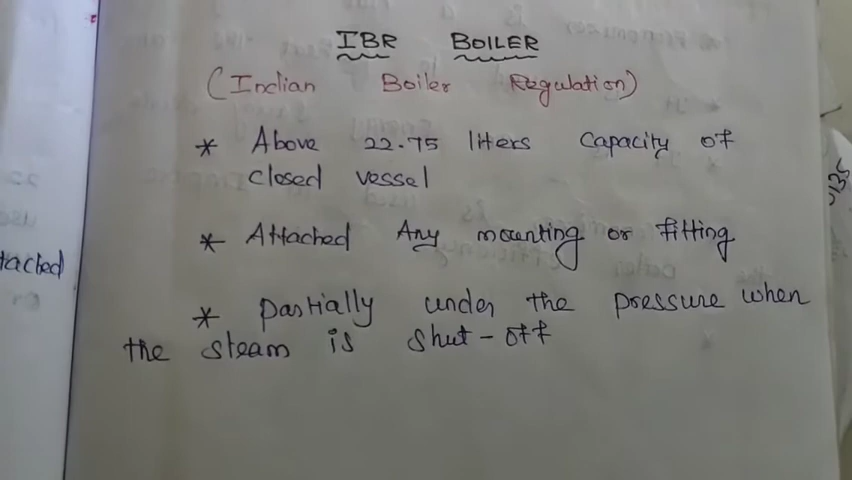 IBR BOILER
(Indian Boiler Regulation)
* Above 22.75 liters capacity of
closed vessel
* Attached Any mounting or fitting
* partially under the pressure when
the steam is shut-off
tached